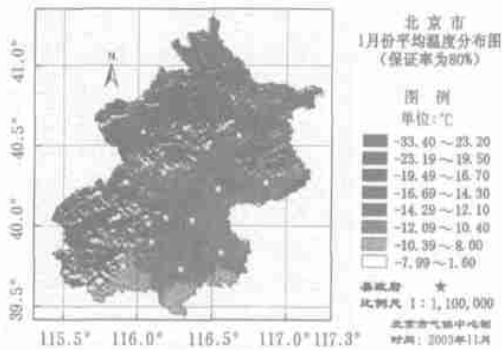 北京市
1月份平均温度分布图
(保证率为80%)
图 例
单位:℃
-33.40～-23.20
-23.19～-19.50
-19.49～-16.70
-16.69～-14.30
-14.29～-12.10
-12.09～-10.40
-10.39～-8.00
-7.99～-1.60
县政府 ★
比例尺 1:1,100,000
北京市气候中心制
时间: 2003年11月
N
41.0°
40.5°
40.0°
39.5°
115.5° 116.0° 116.5° 117.0° 117.3°